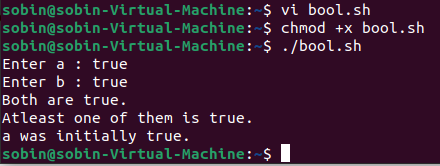 sobin@sobin-Virtual-Machine:~$ vi bool.sh
sobin@sobin-Virtual-Machine:~$ chmod +x bool.sh
sobin@sobin-Virtual-Machine:~$ ./bool.sh
Enter a : true
Enter b : true
Both are true.
Atleast one of them is true.
a was initially true.
sobin@sobin-Virtual-Machine:~$